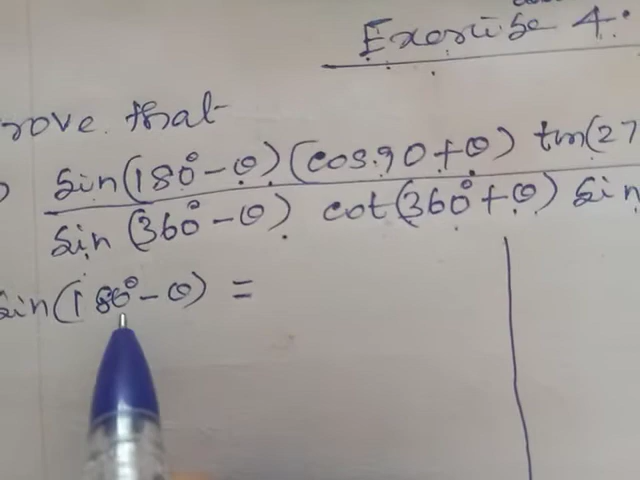 Exercise 4.
rove that
sin(180°-θ)(cos.90+θ) tan(27
sin (360°-θ) cot(360°+θ) sin
sin(180°-θ) =